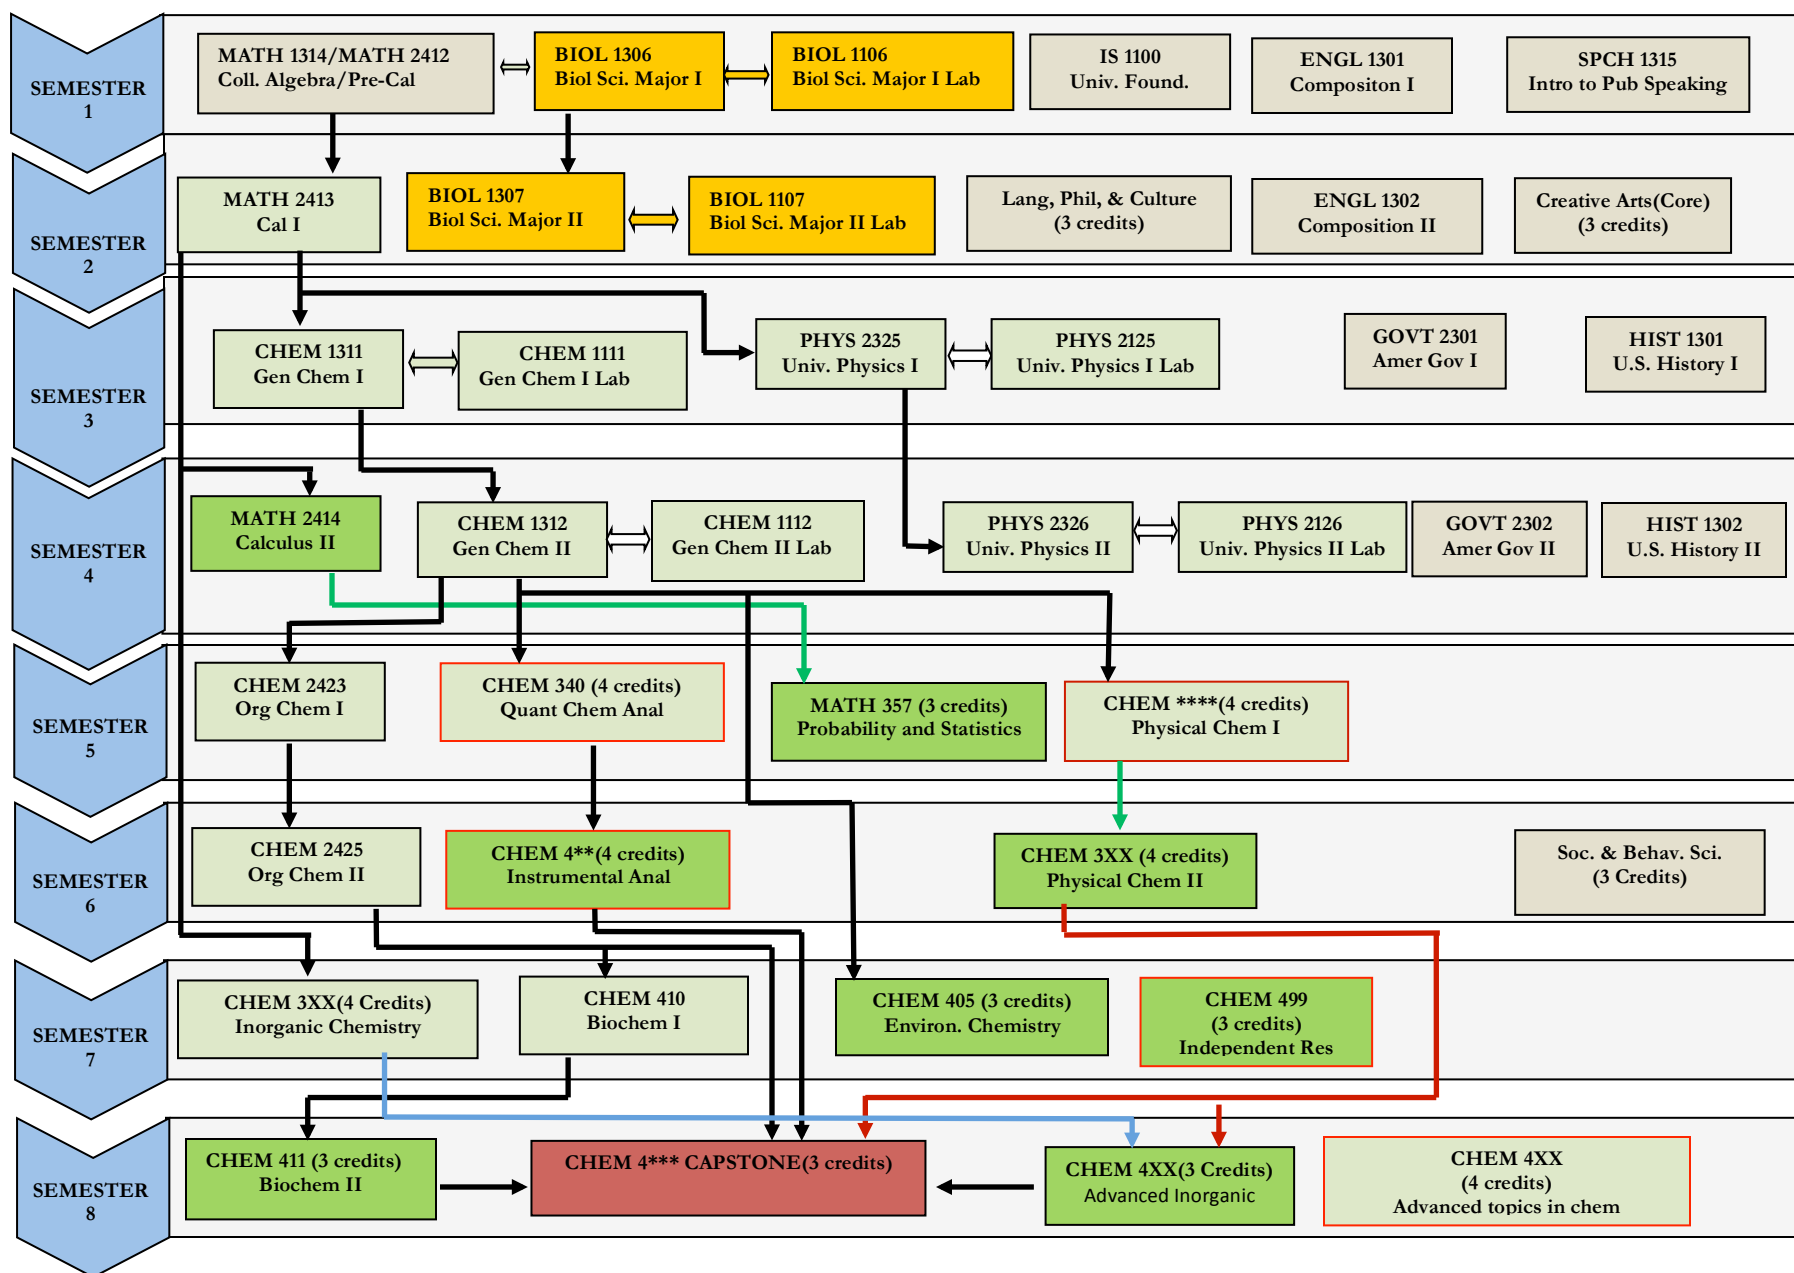 SEMESTER
1
MATH 1314/MATH 2412
Coll. Algebra/Pre-Cal
BIOL 1306
Biol Sci. Major I
BIOL 1106
Biol Sci. Major I Lab
IS 1100
Univ. Found.
ENGL 1301
Compositon I
SPCH 1315
Intro to Pub Speaking
SEMESTER
2
MATH 2413
Cal I
BIOL 1307
Biol Sci. Major II
BIOL 1107
Biol Sci. Major II Lab
Lang, Phil, & Culture
(3 credits)
ENGL 1302
Composition II
Creative Arts(Core)
(3 credits)
SEMESTER
3
CHEM 1311
Gen Chem I
CHEM 1111
Gen Chem I Lab
PHYS 2325
Univ. Physics I
PHYS 2125
Univ. Physics I Lab
GOVT 2301
Amer Gov I
HIST 1301
U.S. History I
SEMESTER
4
MATH 2414
Calculus II
CHEM 1312
Gen Chem II
CHEM 1112
Gen Chem II Lab
PHYS 2326
Univ. Physics II
PHYS 2126
Univ. Physics II Lab
GOVT 2302
Amer Gov II
HIST 1302
U.S. History II
SEMESTER
5
CHEM 2423
Org Chem I
CHEM 340 (4 credits)
Quant Chem Anal
MATH 357 (3 credits)
Probability and Statistics
CHEM ****(4 credits)
Physical Chem I
SEMESTER
6
CHEM 2425
Org Chem II
CHEM 4**(4 credits)
Instrumental Anal
CHEM 3XX (4 credits)
Physical Chem II
Soc. & Behav. Sci.
(3 Credits)
SEMESTER
7
CHEM 3XX(4 Credits)
Inorganic Chemistry
CHEM 410
Biochem I
CHEM 405 (3 credits)
Environ. Chemistry
CHEM 499
(3 credits)
Independent Res
SEMESTER
8
CHEM 411 (3 credits)
Biochem II
CHEM 4*** CAPSTONE(3 credits)
CHEM 4XX(3 Credits)
Advanced Inorganic
CHEM 4XX
(4 credits)
Advanced topics in chem